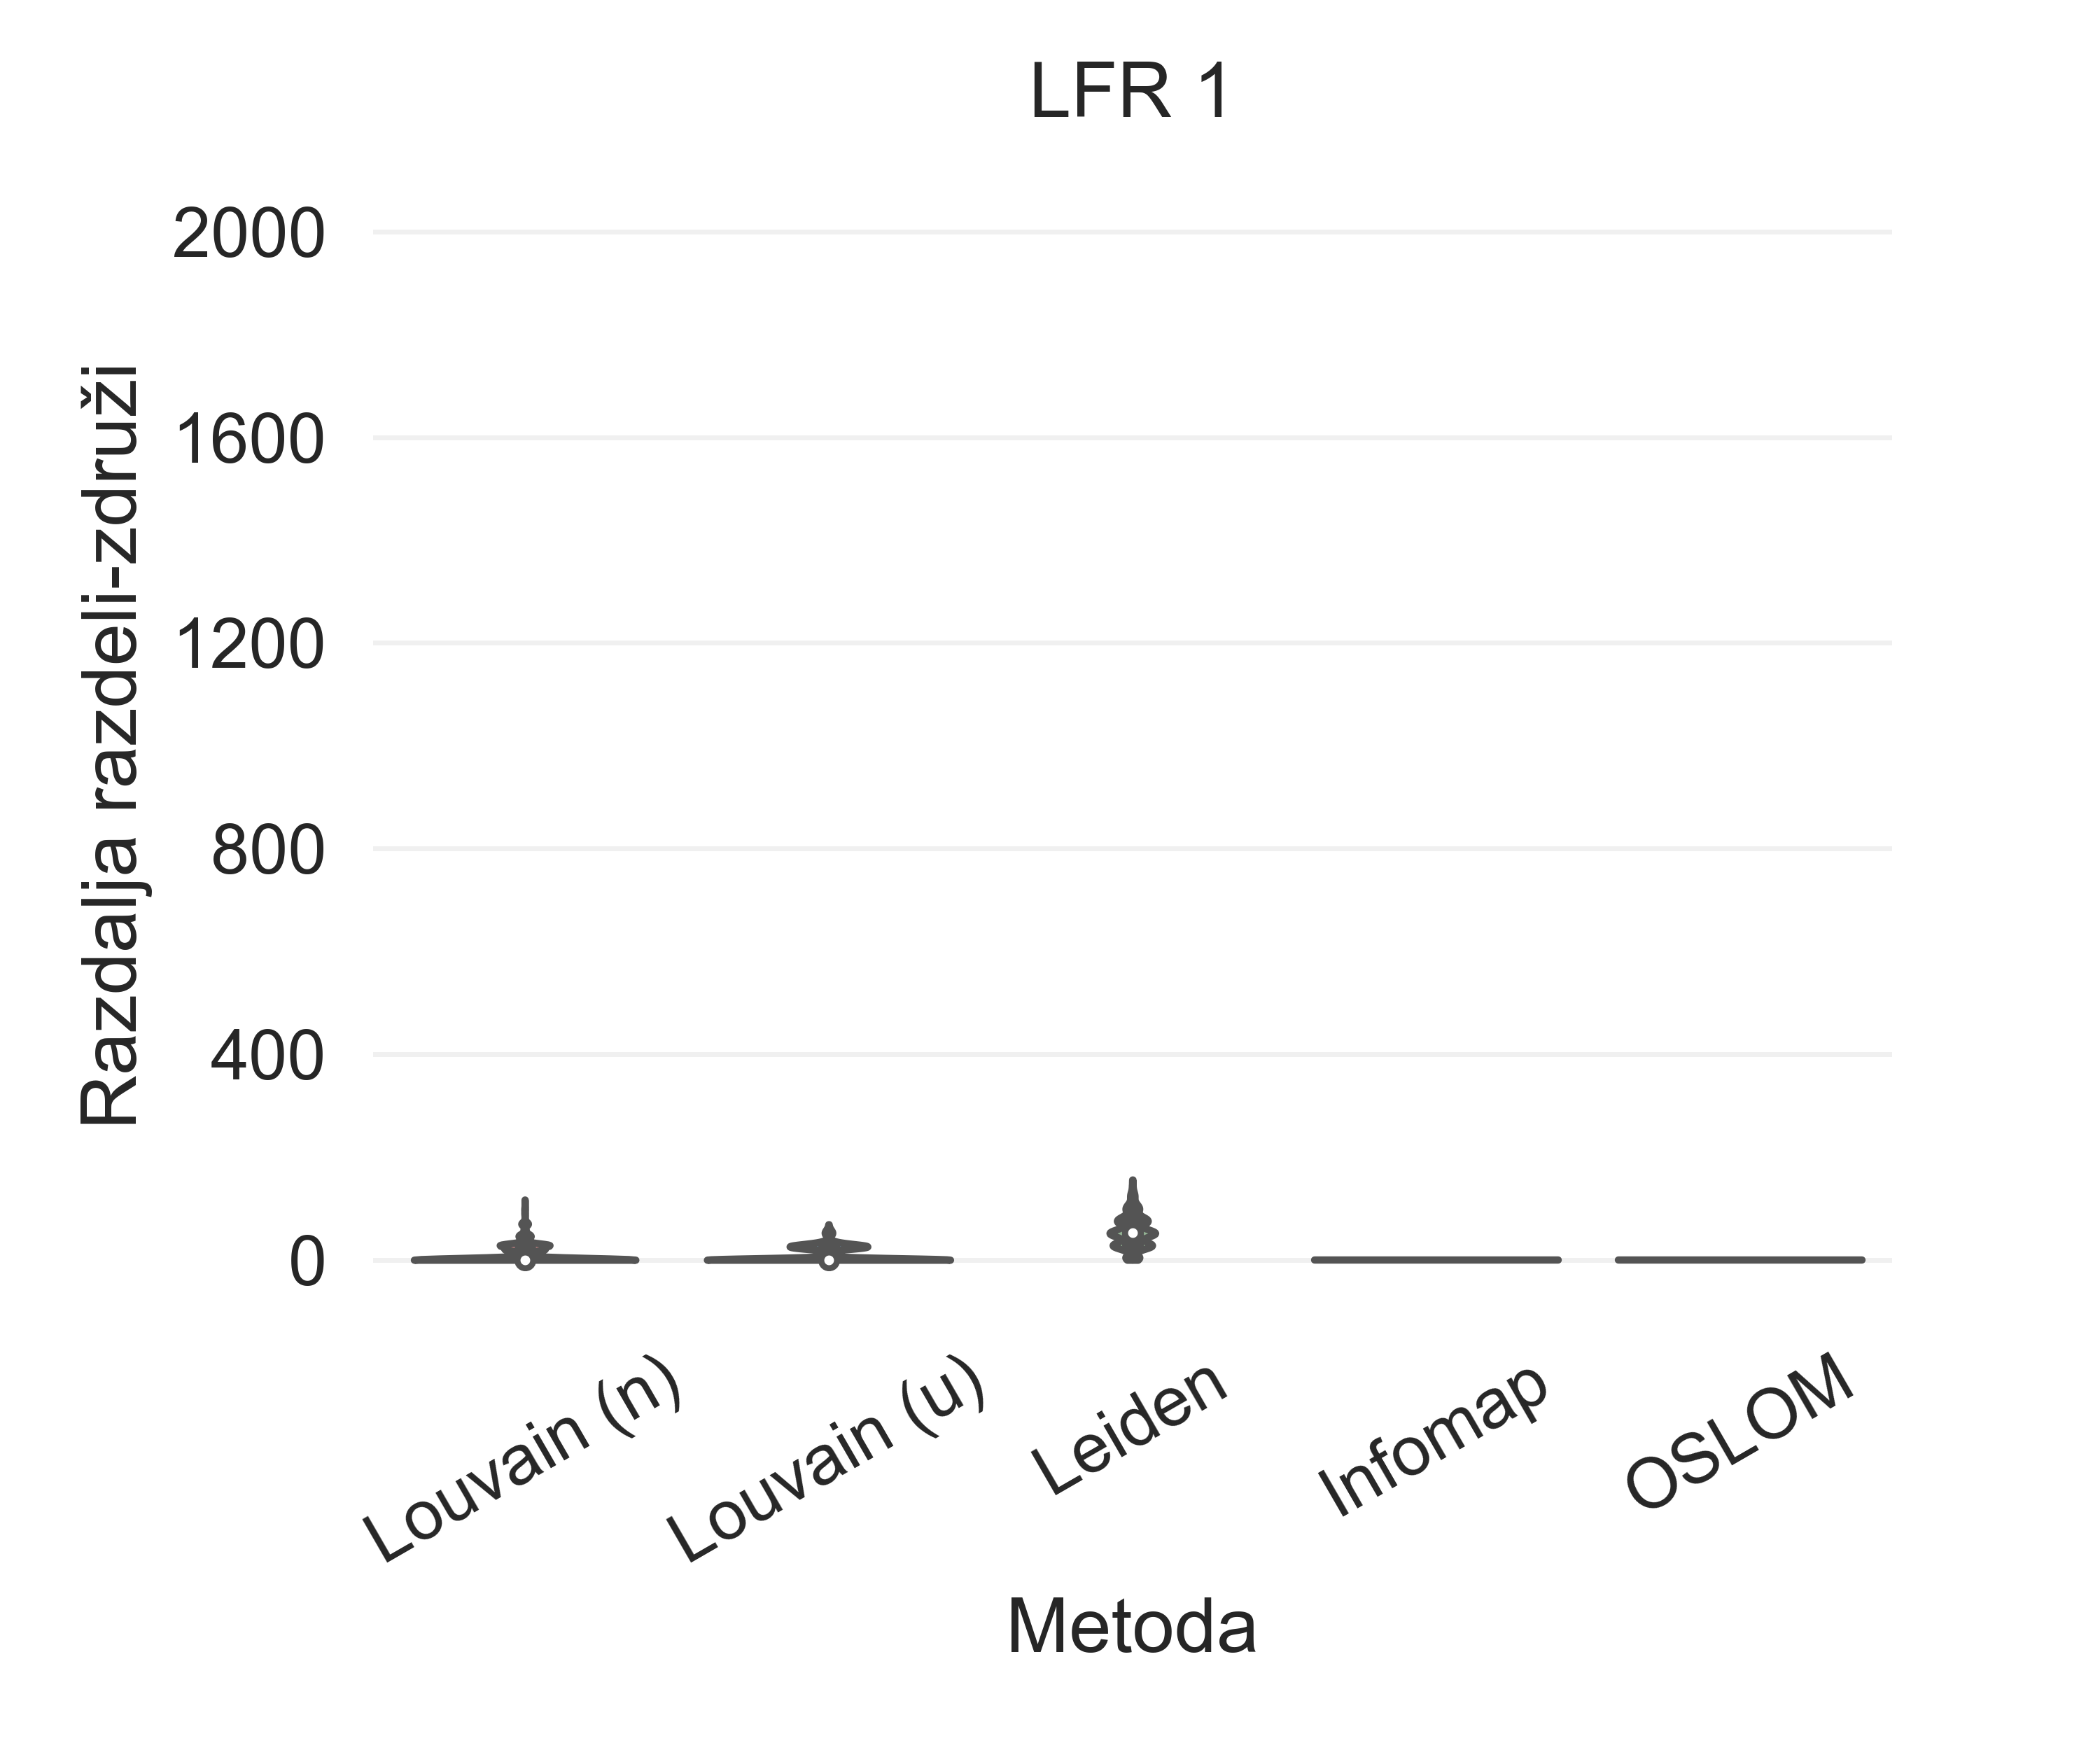 LFR 1
Razdalja razdeli-združi
2000
1600
1200
800
400
0
Louvain (n)
Louvain (u)
Leiden
Infomap
OSLOM
Metoda